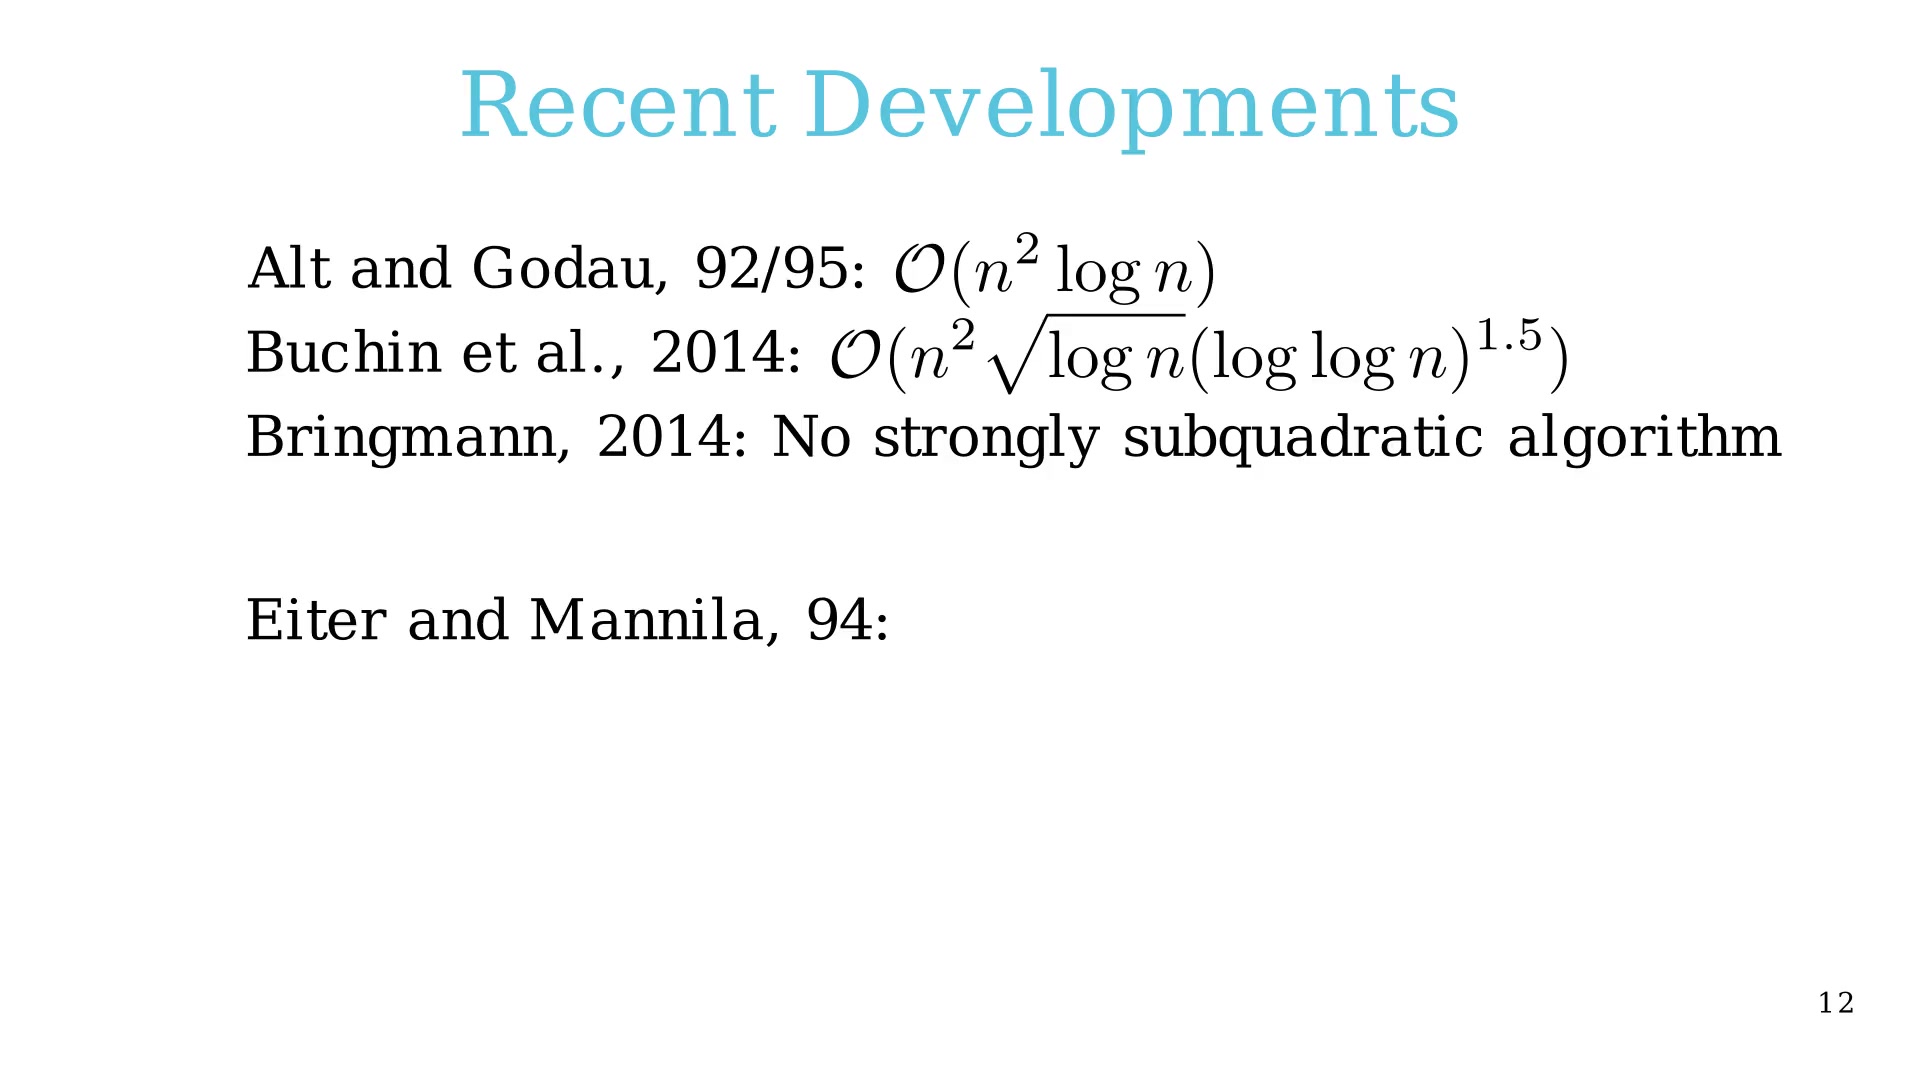 Recent Developments
Alt and Godau, 92/95: $\mathcal{O}(n^2 \log n)$
Buchin et al., 2014: $\mathcal{O}(n^2 \sqrt{\log n}(\log \log n)^{1.5})$
Bringmann, 2014: No strongly subquadratic algorithm
Eiter and Mannila, 94:
12